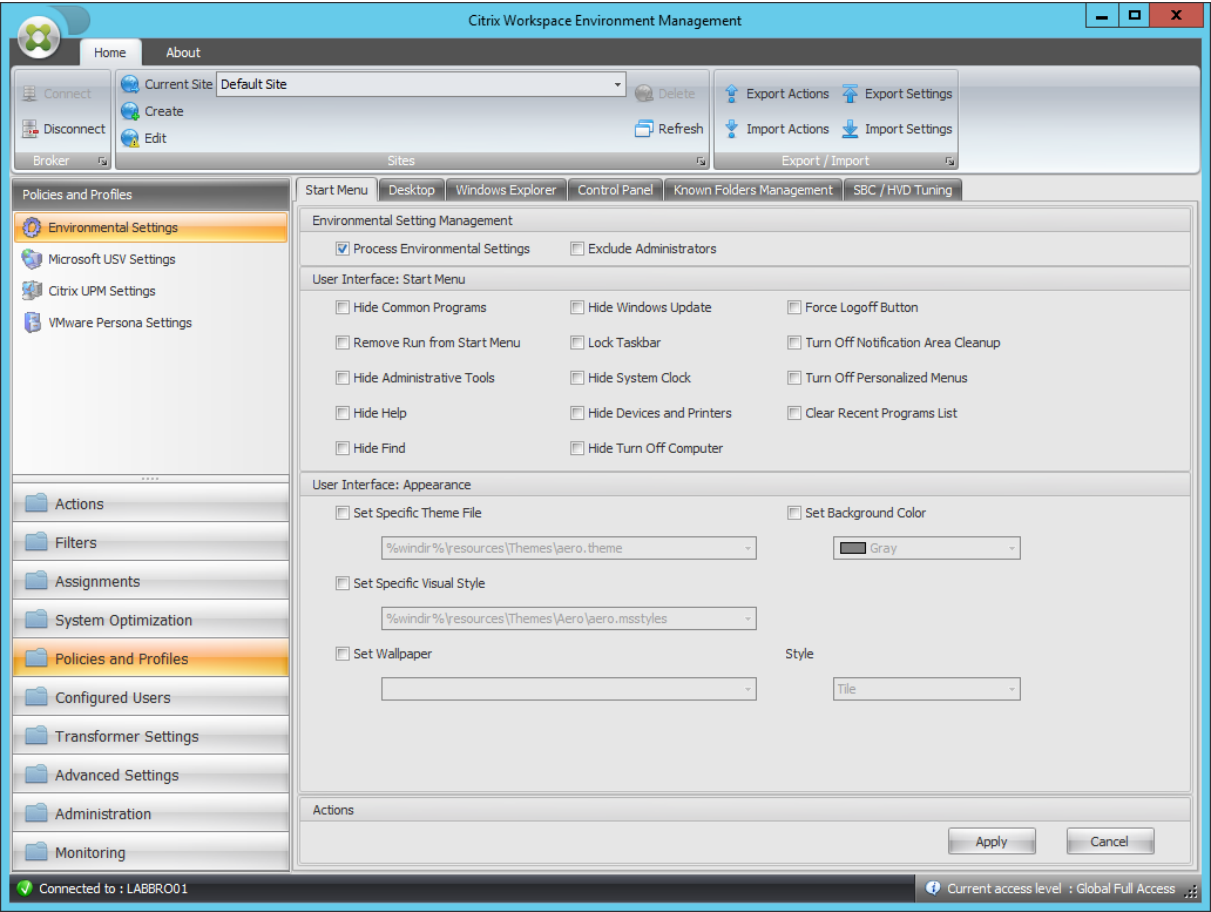 Citrix Workspace Environment Management
Home About
Connect
Disconnect
Broker
Current Site Default Site
Create
Edit
Delete
Refresh
Sites
Export Actions Export Settings
Import Actions Import Settings
Export / Import
Policies and Profiles
Environmental Settings
Microsoft USV Settings
Citrix UPM Settings
VMware Persona Settings
Actions
Filters
Assignments
System Optimization
Policies and Profiles
Configured Users
Transformer Settings
Advanced Settings
Administration
Monitoring
Start Menu Desktop Windows Explorer Control Panel Known Folders Management SBC / HVD Tuning
Environmental Setting Management
Process Environmental Settings Exclude Administrators
User Interface: Start Menu
Hide Common Programs Hide Windows Update Force Logoff Button
Remove Run from Start Menu Lock Taskbar Turn Off Notification Area Cleanup
Hide Administrative Tools Hide System Clock Turn Off Personalized Menus
Hide Help Hide Devices and Printers Clear Recent Programs List
Hide Find Hide Turn Off Computer
User Interface: Appearance
Set Specific Theme File Set Background Color
%windir%\resources\Themes\aero.theme Gray
Set Specific Visual Style
%windir%\resources\Themes\Aero\aero.msstyles
Set Wallpaper Style
Tile
Actions
Apply Cancel
Connected to : LABBRO01 Current access level : Global Full Access